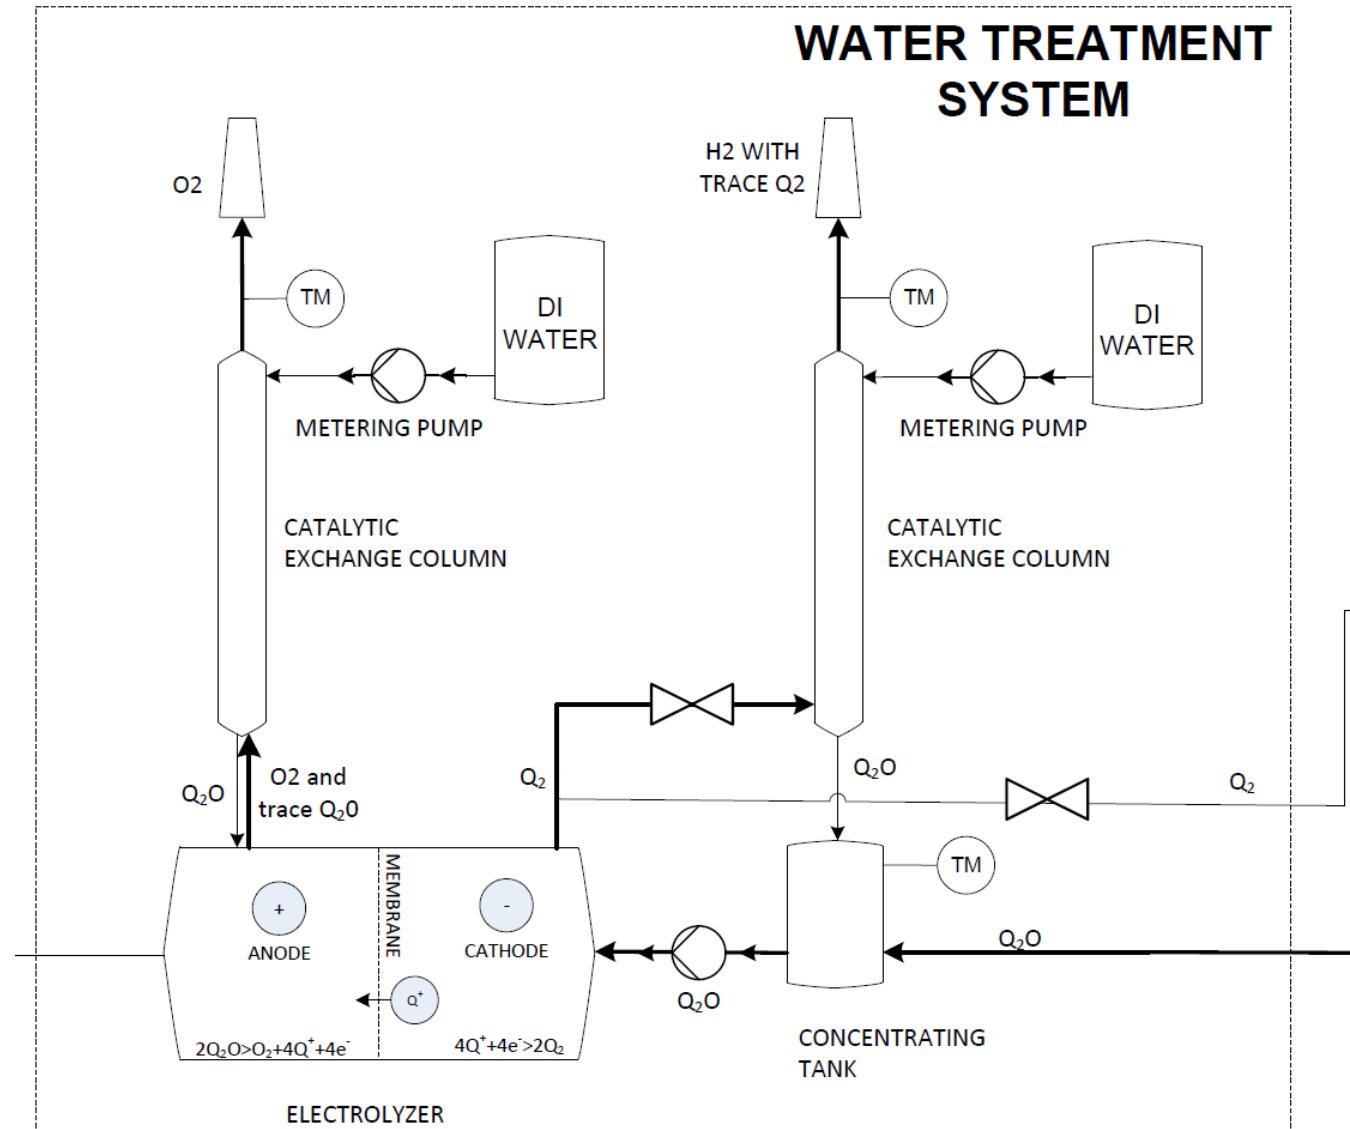 WATER TREATMENT
SYSTEM
O2
H2 WITH
TRACE Q2
TM
DI
WATER
TM
DI
WATER
METERING PUMP
METERING PUMP
CATALYTIC
EXCHANGE COLUMN
CATALYTIC
EXCHANGE COLUMN
Q₂O
O2 and
trace Q₂0
Q₂
Q₂O
Q₂
MEMBRANE
+
ANODE
-
CATHODE
TM
Q⁺
Q₂O
Q₂O
2Q₂O>O₂+4Q⁺+4e⁻
4Q⁺+4e⁻>2Q₂
CONCENTRATING
TANK
ELECTROLYZER